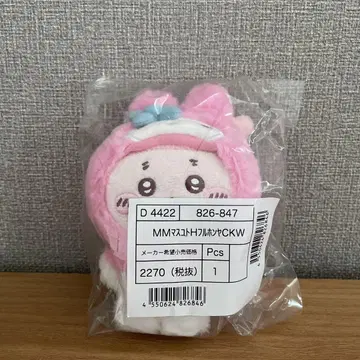 D 4422 826-847
MMマスコットHフルホンヤCKW
メーカー希望小売価格 Pcs
2270 (税抜) 1
4 550624 826846